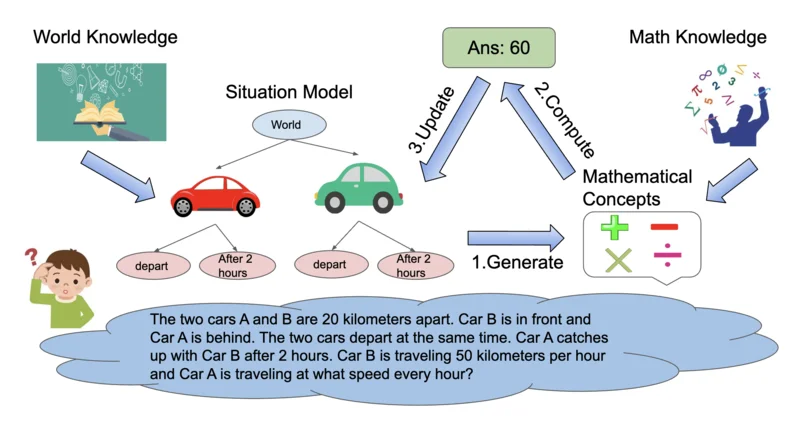 World Knowledge
Ans: 60
Math Knowledge
Situation Model
World
3.Update
2.Compute
Mathematical
Concepts
depart
After 2
hours
depart
After 2
hours
1.Generate
The two cars A and B are 20 kilometers apart. Car B is in front and
Car A is behind. The two cars depart at the same time. Car A catches
up with Car B after 2 hours. Car B is traveling 50 kilometers per hour
and Car A is traveling at what speed every hour?